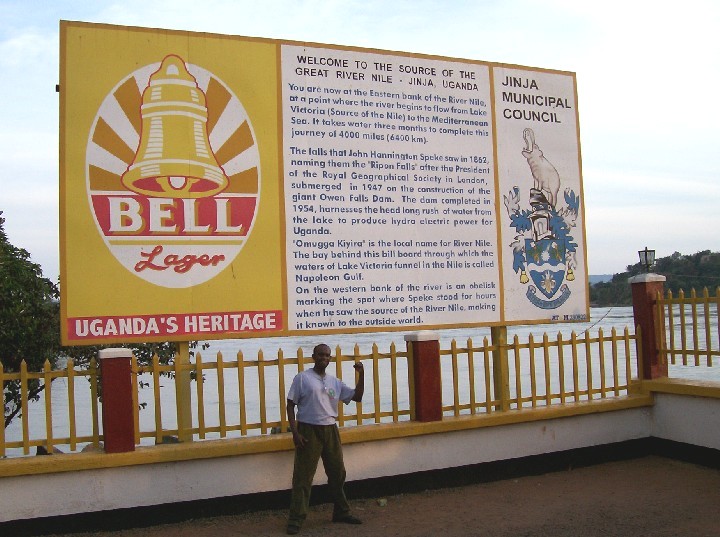 BELL
Lager
UGANDA'S HERITAGE
WELCOME TO THE SOURCE OF THE
GREAT RIVER NILE - JINJA, UGANDA
You are now at the Eastern bank of the River Nile,
at a point where the river begins to flow from Lake
Victoria (Source of the Nile) to the Mediterranean
Sea. It takes water three months to complete this
journey of 4000 miles (6400 km).
The falls that John Hannington Speke saw in 1862,
naming them the "Ripon Falls" after the President
of the Royal Geographical Society in London,
submerged in 1947 on the construction of the
giant Owen Falls Dam. The dam completed in
1954, harnesses the head long rush of water from
the lake to produce hydro electric power for
Uganda.
'Omugga Kiyira' is the local name for River Nile.
The bay behind this bill board through which the
waters of Lake Victoria funnel in the Nile is called
Napoleon Gulf.
On the western bank of the river is an obelisk
marking the spot where Speke stood for hours
when he saw the source of the River Nile, making
it known to the outside world.
JINJA
MUNICIPAL
COUNCIL